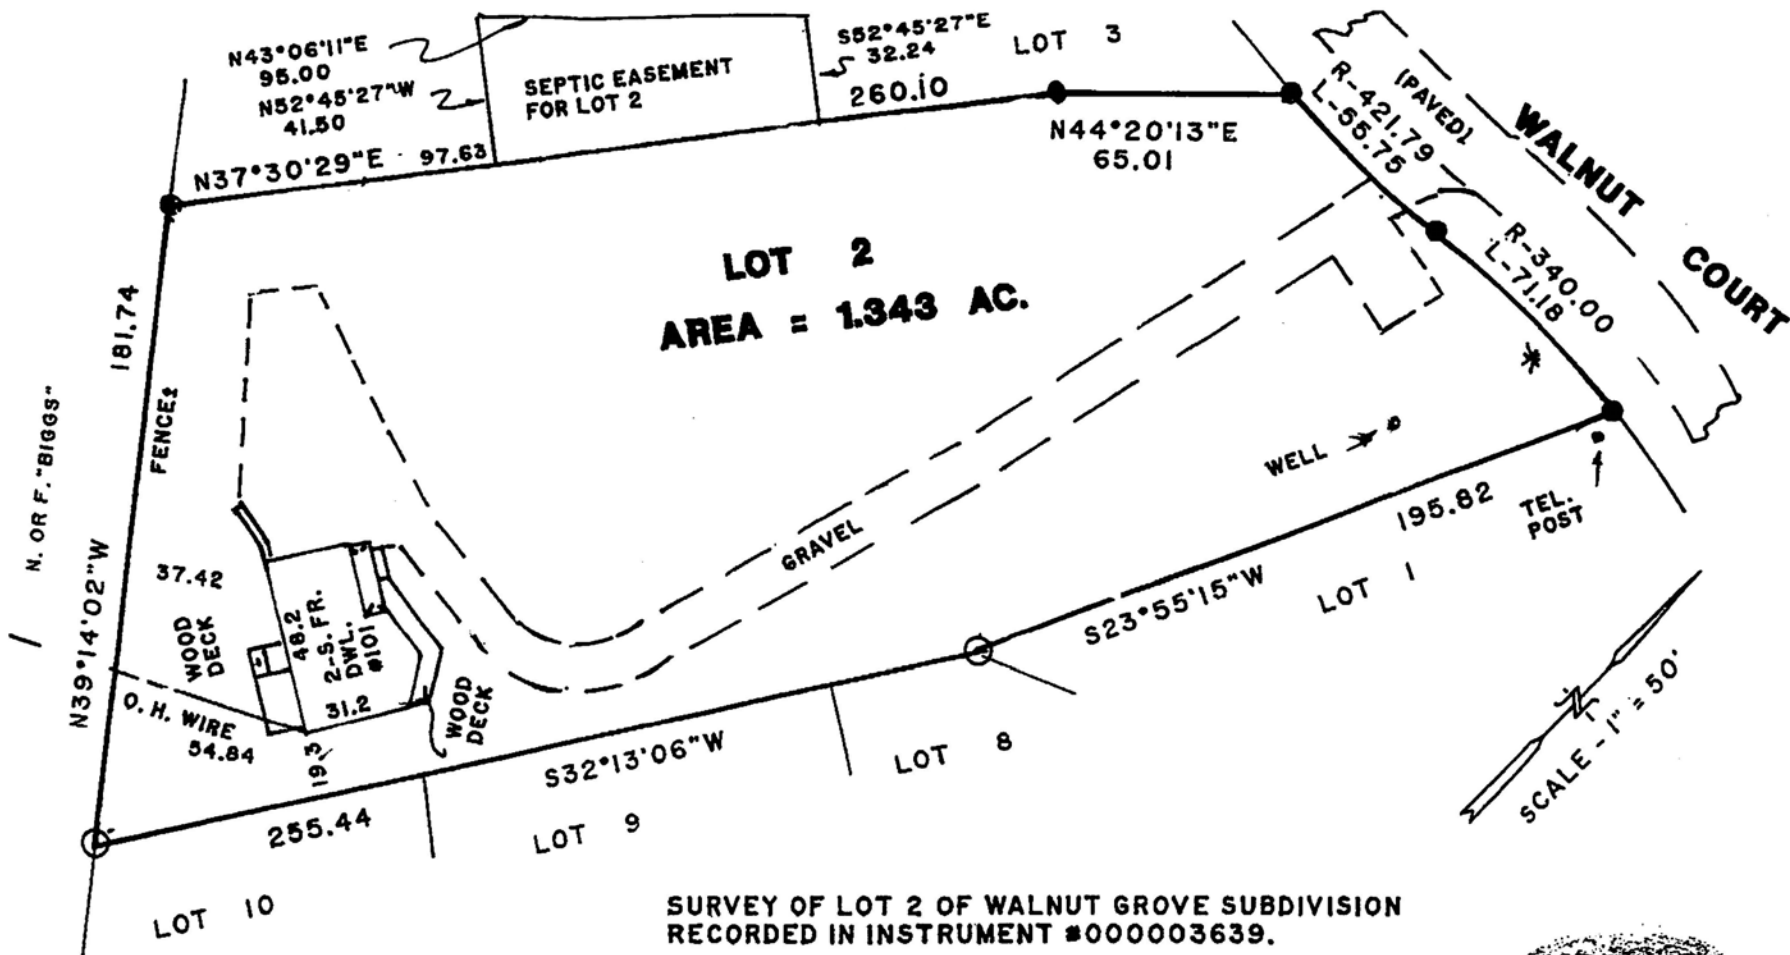 N43°06'11"E
95.00
N52°45'27"W
41.50
SEPTIC EASEMENT
FOR LOT 2
S52°45'27"E
32.24
LOT 3
260.10
N37°30'29"E 97.63
N44°20'13"E
65.01
R-421.79
L-55.75
(PAVED)
WALNUT COURT
R-340.00
L-71.18
LOT 2
AREA = 1.343 AC.
181.74
FENCE±
N. OR F. "BIGGS"
N39°14'02"W
37.42
WOOD
DECK
48.2
2-S. FR.
DWL.
#101
31.2
O.H. WIRE
54.84
19.3
WOOD
DECK
GRAVEL
WELL
TEL.
POST
195.82
S23°55'15"W
LOT 1
S32°13'06"W
255.44
LOT 8
LOT 9
LOT 10
N
SCALE - 1" = 50'
SURVEY OF LOT 2 OF WALNUT GROVE SUBDIVISION
RECORDED IN INSTRUMENT #000003639.